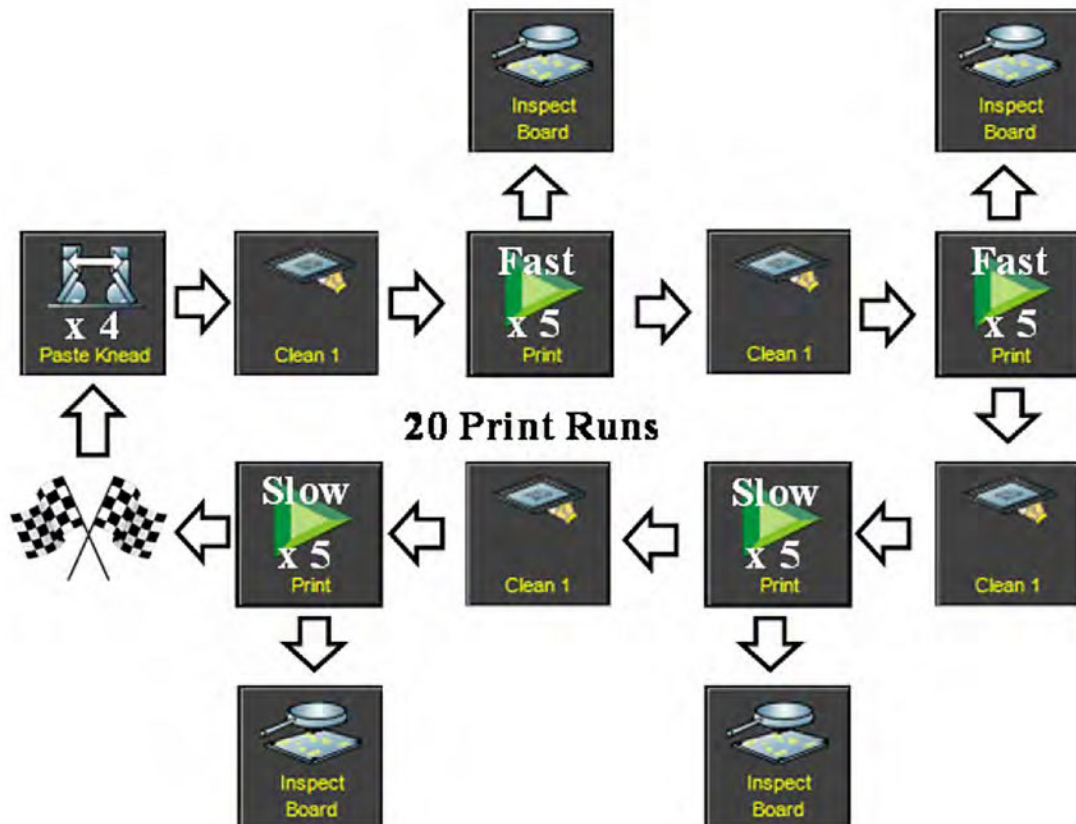 Inspect
Board
Inspect
Board
x 4
Paste Knead
Clean 1
Fast
x 5
Print
Clean 1
Fast
x 5
Print
20 Print Runs
Slow
x 5
Print
Clean 1
Slow
x 5
Print
Clean 1
Inspect
Board
Inspect
Board